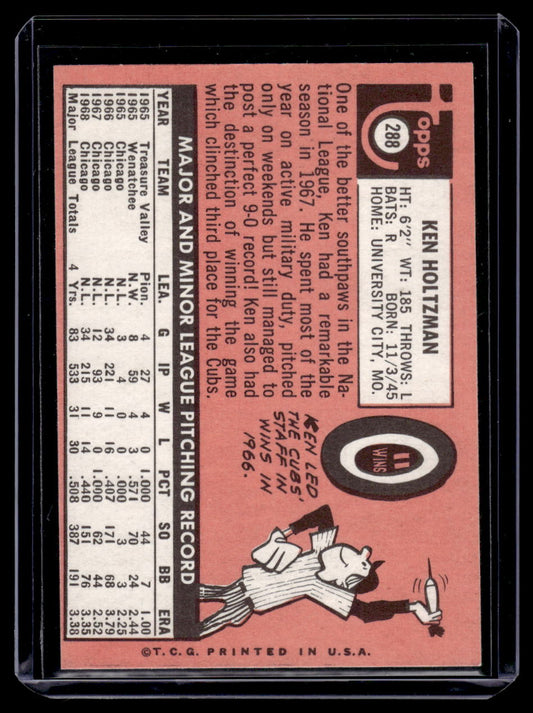 Topps
288
KEN HOLTZMAN
HT: 6'2" WT: 185 THROWS: L
BATS: R BORN: 11/3/45
HOME: UNIVERSITY CITY, MO.
One of the better southpaws in the Na-
tional League, Ken had a remarkable
season in 1967. He spent most of the
year on active military duty, pitched
only on weekends but still managed to
post a perfect 9-0 record! Ken also had
the distinction of winning the game
which clinched third place for the Cubs.
11
WINS
KEN LED
THE CUBS'
STAFF IN
WINS IN
1966.
MAJOR AND MINOR LEAGUE PITCHING RECORD
YEAR TEAM LEA. G IP W L PCT SO BB ERA
1965 Treasure Valley Pion. 4 27 4 0 1.000 44 7 1.00
1965 Wenatchee N.W. 8 59 4 3 .571 70 24 2.44
1965 Chicago N.L. 3 4 0 0 .000 3 3 2.25
1966 Chicago N.L. 34 221 11 16 .407 171 68 3.79
1967 Chicago N.L. 12 93 9 0 1.000 62 44 2.52
1968 Chicago N.L. 34 215 11 14 .440 151 76 3.35
Major League Totals 4 Yrs. 83 533 31 30 .508 387 191 3.38
©T.C.G. PRINTED IN U.S.A.